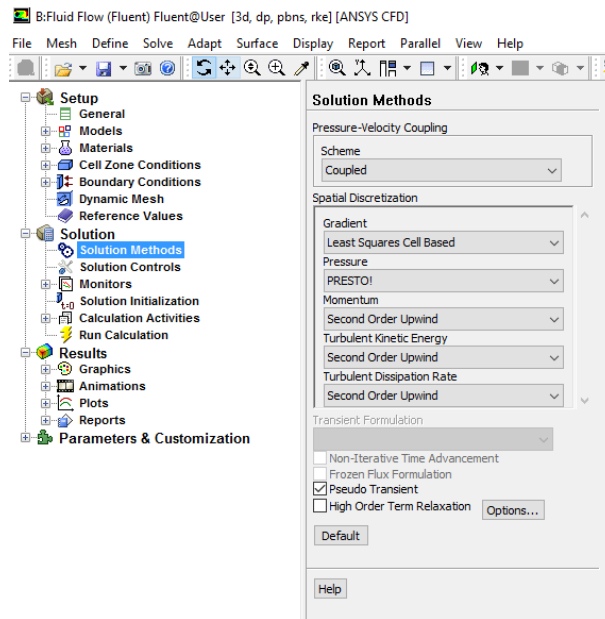 B:Fluid Flow (Fluent) Fluent@User [3d, dp, pbns, rke] [ANSYS CFD]
File Mesh Define Solve Adapt Surface Display Report Parallel View Help
Setup
General
Models
Materials
Cell Zone Conditions
Boundary Conditions
Dynamic Mesh
Reference Values
Solution
Solution Methods
Solution Controls
Monitors
t=0 Solution Initialization
Calculation Activities
Run Calculation
Results
Graphics
Animations
Plots
Reports
Parameters & Customization
Solution Methods
Pressure-Velocity Coupling
Scheme
Coupled
Spatial Discretization
Gradient
Least Squares Cell Based
Pressure
PRESTO!
Momentum
Second Order Upwind
Turbulent Kinetic Energy
Second Order Upwind
Turbulent Dissipation Rate
Second Order Upwind
Transient Formulation
Non-Iterative Time Advancement
Frozen Flux Formulation
Pseudo Transient
High Order Term Relaxation Options...
Default
Help